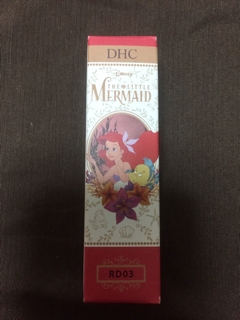 DHC
Disney
THE LITTLE
MERMAID
RD03